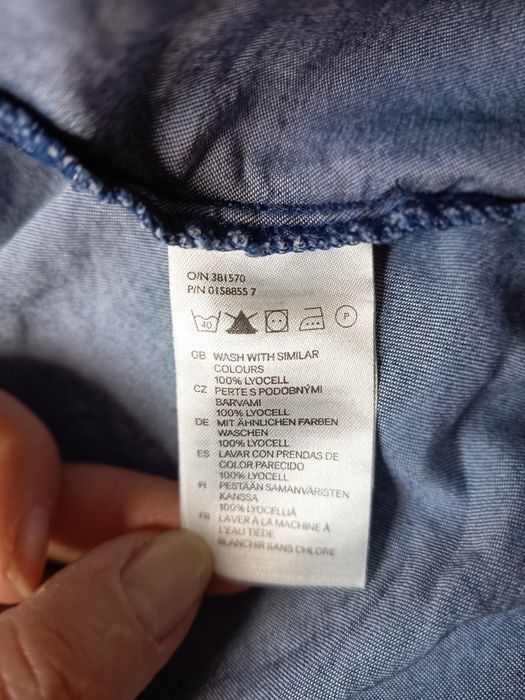 O/N 381570
P/N 0158855 7
40 P
GB WASH WITH SIMILAR
COLOURS
100% LYOCELL
CZ PERTE S PODOBNÝMI
BARVAMI
100% LYOCELL
DE MIT ÄHNLICHEN FARBEN
WASCHEN
100% LYOCELL
ES LAVAR CON PRENDAS DE
COLOR PARECIDO
100% LYOCELL
FI PESTÄÄN SAMANVÄRISTEN
KANSSA
100% LYOCELLIÄ
FR LAVER À LA MACHINE À
L'EAU TIÈDE
BLANCHIR SANS CHLORE